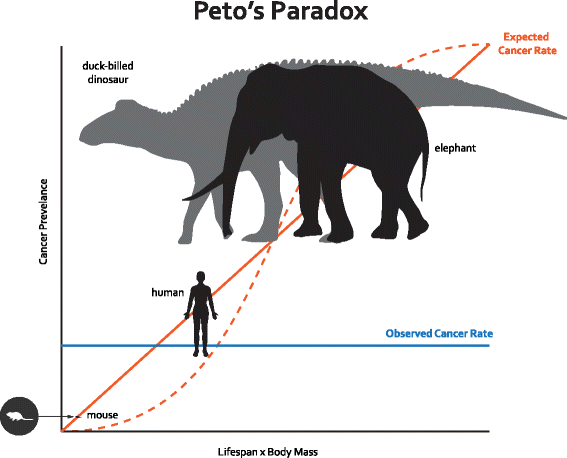 Peto's Paradox
Expected
Cancer Rate
duck-billed
dinosaur
elephant
Cancer Prevelance
human
Observed Cancer Rate
mouse
Lifespan x Body Mass